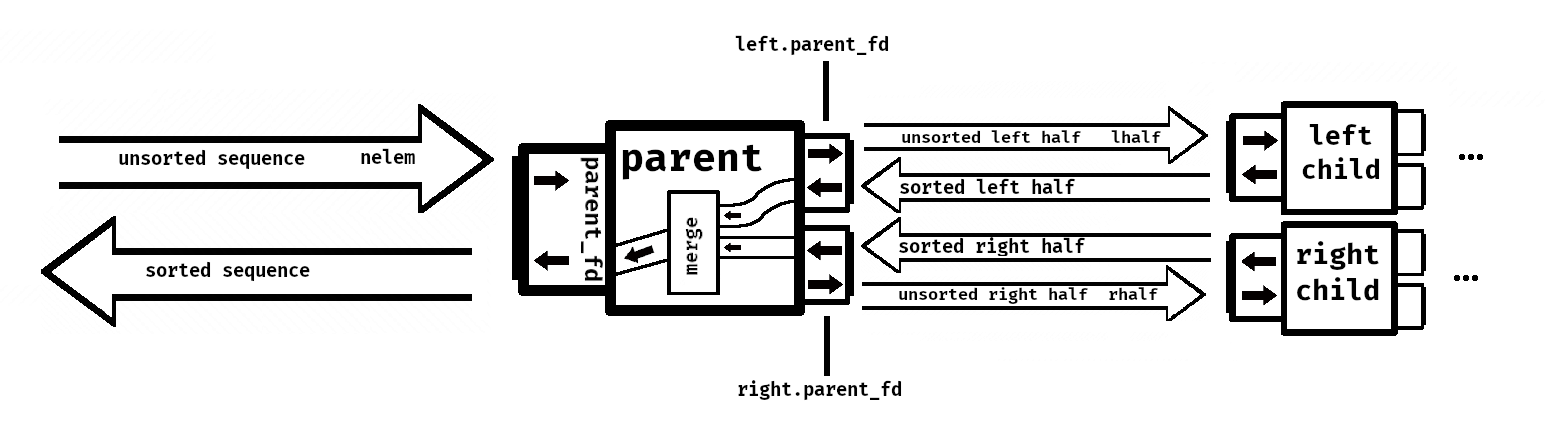 left.parent_fd
unsorted sequence nelem
sorted sequence
parent_fd
parent
merge
unsorted left half lhalf
sorted left half
sorted right half
unsorted right half rhalf
left
child
...
right
child
...
right.parent_fd